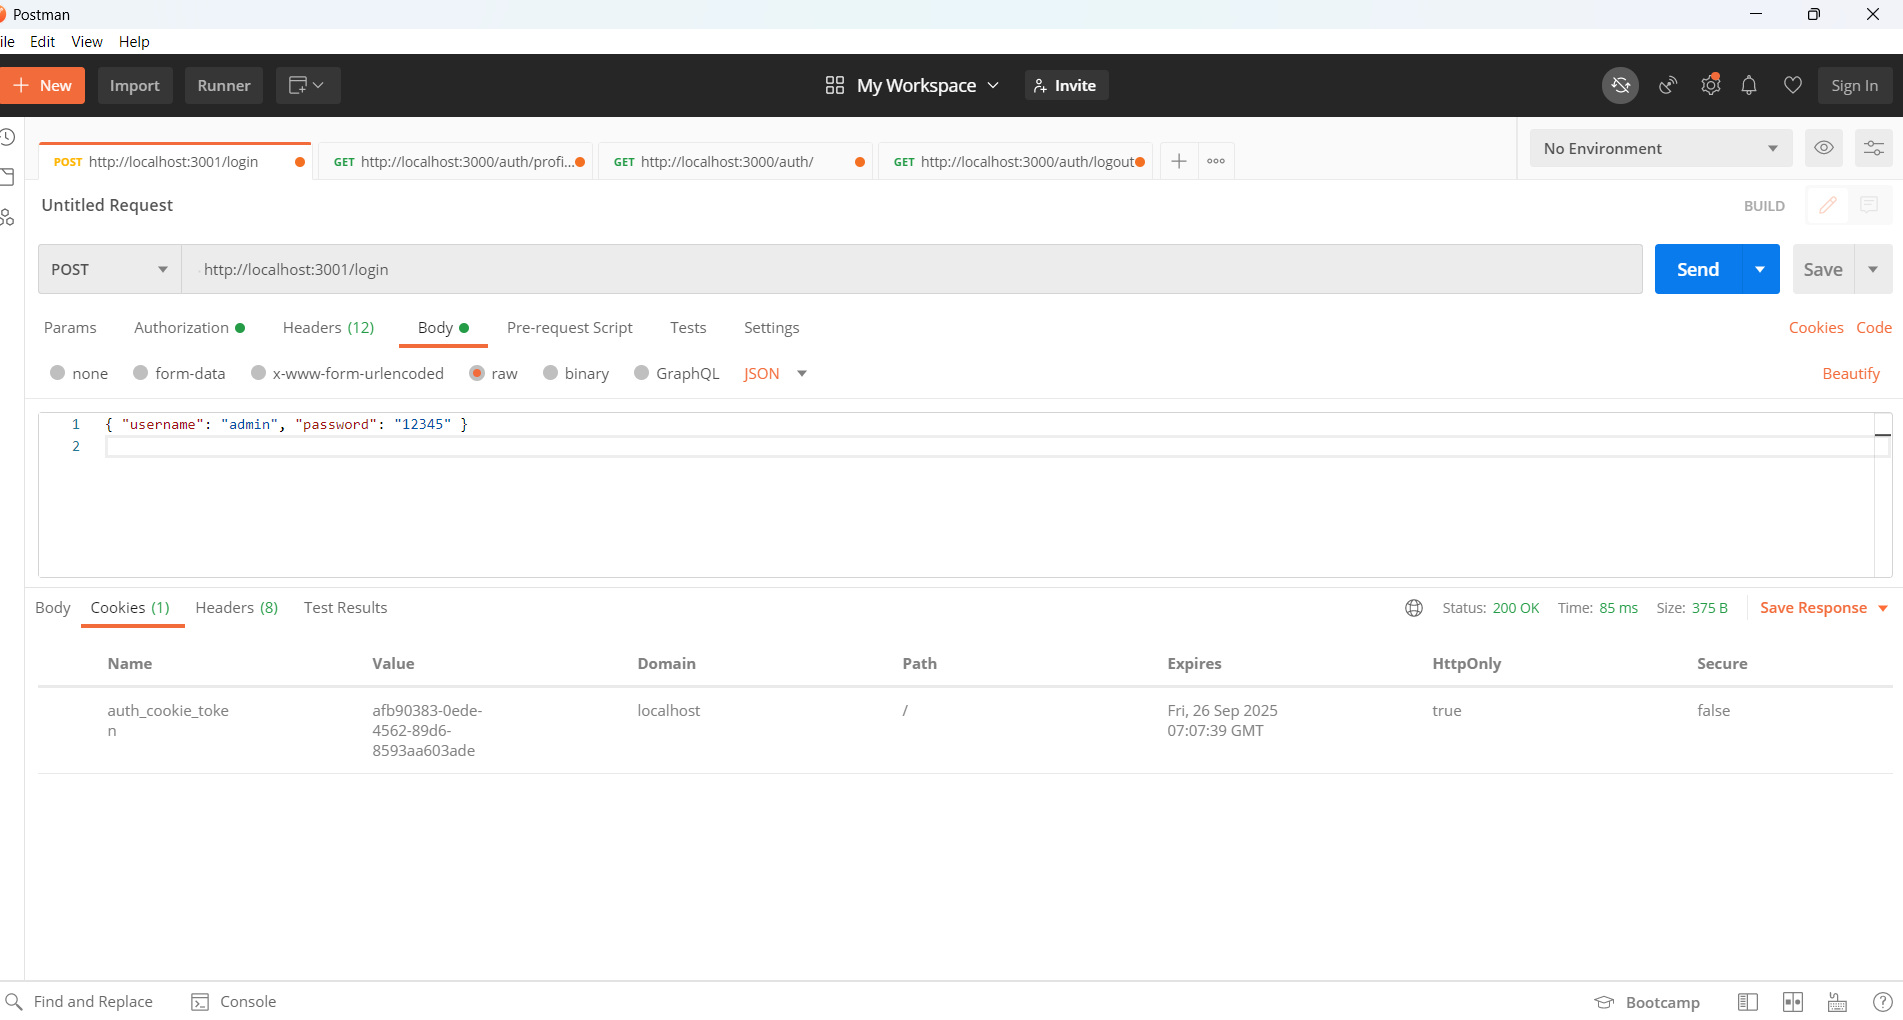 Postman
ile Edit View Help
New Import Runner My Workspace Invite Sign In
POST http://localhost:3001/login GET http://localhost:3000/auth/profi... GET http://localhost:3000/auth/ GET http://localhost:3000/auth/logout No Environment
Untitled Request BUILD
POST http://localhost:3001/login Send Save
Params Authorization Headers (12) Body Pre-request Script Tests Settings Cookies Code
none form-data x-www-form-urlencoded raw binary GraphQL JSON Beautify
1 { "username": "admin", "password": "12345" }
2
Body Cookies (1) Headers (8) Test Results Status: 200 OK Time: 85 ms Size: 375 B Save Response
Name Value Domain Path Expires HttpOnly Secure
auth_cookie_toke afb90383-0ede- localhost / Fri, 26 Sep 2025 true false
n 4562-89d6- 07:07:39 GMT
8593aa603ade
Find and Replace Console Bootcamp